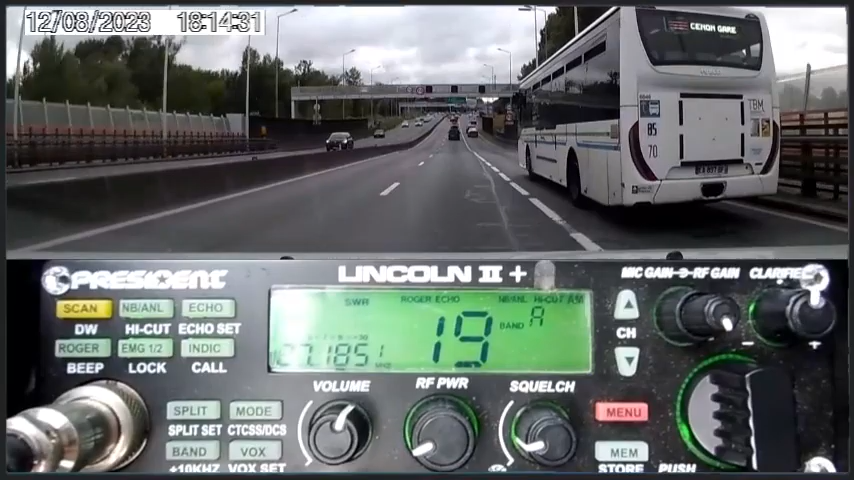 12/08/2023 18:14:31
CENON GARE
TBM
85
70
PRESIDENT
LINCOLN II +
MIC GAIN RF GAIN CLARIFIER
SCAN NB/ANL ECHO
DW HI-CUT ECHO SET
ROGER EMG 1/2 INDIC
BEEP LOCK CALL
SWR ROGER ECHO NB/ANL HI-CUT AM
19 BAND A
27.1851 MHz
CH
VOLUME RF PWR SQUELCH
SPLIT MODE
SPLIT SET CTCSS/DCS
BAND VOX
+10KHZ VOX SET
MENU
MEM
STORE PUSH